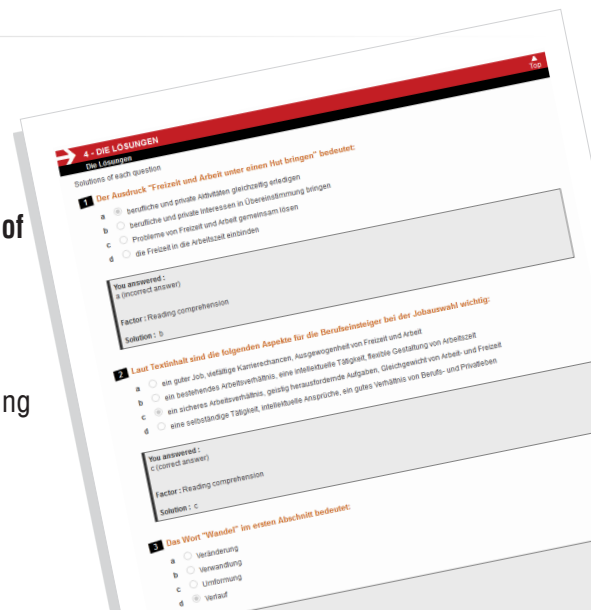 of
ng
Top
4 - DIE LÖSUNGEN
Die Lösungen
Solutions of each question
1 Der Ausdruck "Freizeit und Arbeit unter einen Hut bringen" bedeutet:
a berufliche und private Aktivitäten gleichzeitig erledigen
b berufliche und private Interessen in Übereinstimmung bringen
c Probleme von Freizeit und Arbeit gemeinsam lösen
d die Freizeit in die Arbeitszeit einbinden
You answered :
a (incorrect answer)
Factor : Reading comprehension
Solution : b
2 Laut Textinhalt sind die folgenden Aspekte für die Berufseinsteiger bei der Jobauswahl wichtig:
a ein guter Job, vielfältige Karrierechancen, Ausgewogenheit von Freizeit und Arbeit
b ein bestehendes Arbeitsverhältnis, eine intellektuelle Tätigkeit, flexible Gestaltung von Arbeitszeit
c ein sicheres Arbeitsverhältnis, geistig herausfordernde Aufgaben, Gleichgewicht von Arbeit- und Freizeit
d eine selbständige Tätigkeit, intellektuelle Ansprüche, ein gutes Verhältnis von Berufs- und Privatleben
You answered :
c (correct answer)
Factor : Reading comprehension
Solution : c
3 Das Wort "Wandel" im ersten Abschnitt bedeutet:
a Veränderung
b Verwandlung
c Umformung
d Verlauf